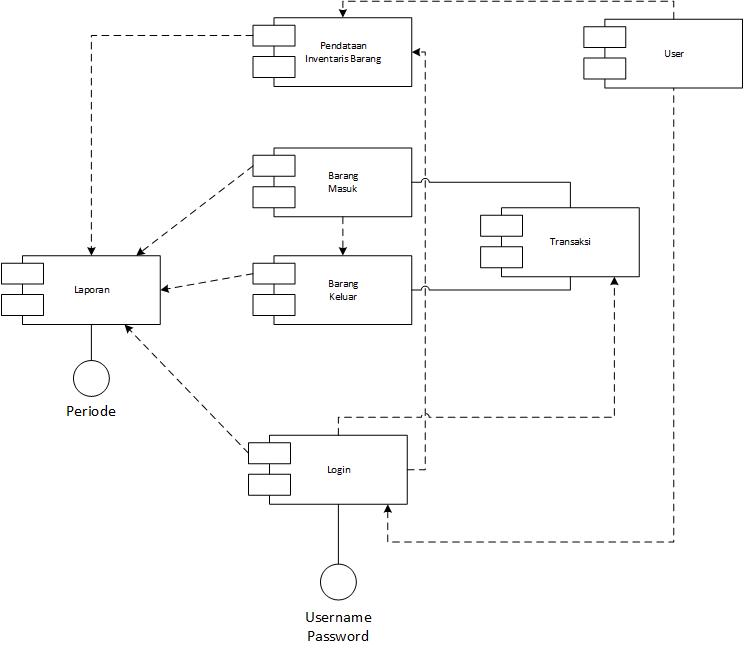 Pendataan
Inventaris Barang
User
Barang
Masuk
Transaksi
Laporan
Barang
Keluar
Periode
Login
Username
Password